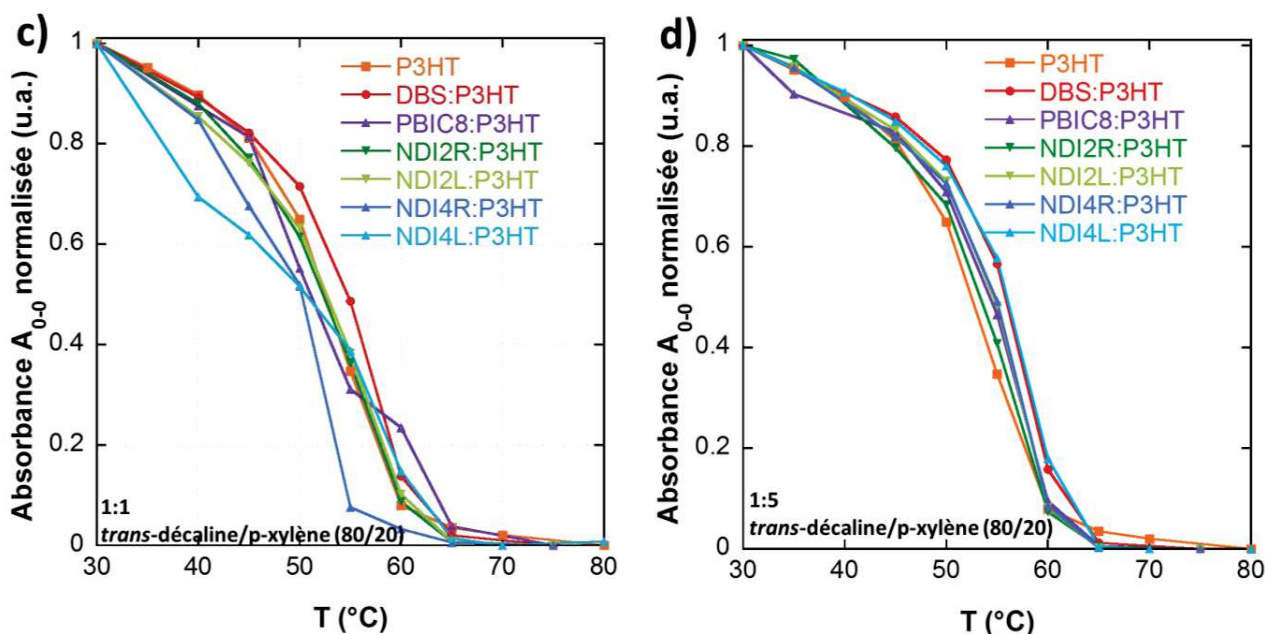 c)
Absorbance A0-0 normalisée (u.a.)
1
0.8
0.6
0.4
0.2
0
P3HT
DBS:P3HT
PBIC8:P3HT
NDI2R:P3HT
NDI2L:P3HT
NDI4R:P3HT
NDI4L:P3HT
1:1
trans-décaline/p-xylène (80/20)
30 40 50 60 70 80
T (°C)
d)
Absorbance A0-0 normalisée (u.a.)
1
0.8
0.6
0.4
0.2
0
P3HT
DBS:P3HT
PBIC8:P3HT
NDI2R:P3HT
NDI2L:P3HT
NDI4R:P3HT
NDI4L:P3HT
1:5
trans-décaline/p-xylène (80/20)
30 40 50 60 70 80
T (°C)